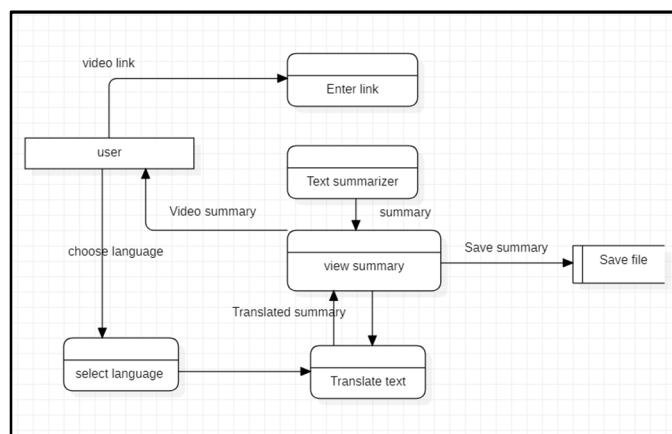 video link
Enter link
user
Text summarizer
Video summary
summary
choose language
Save summary
view summary
Save file
Translated summary
select language
Translate text